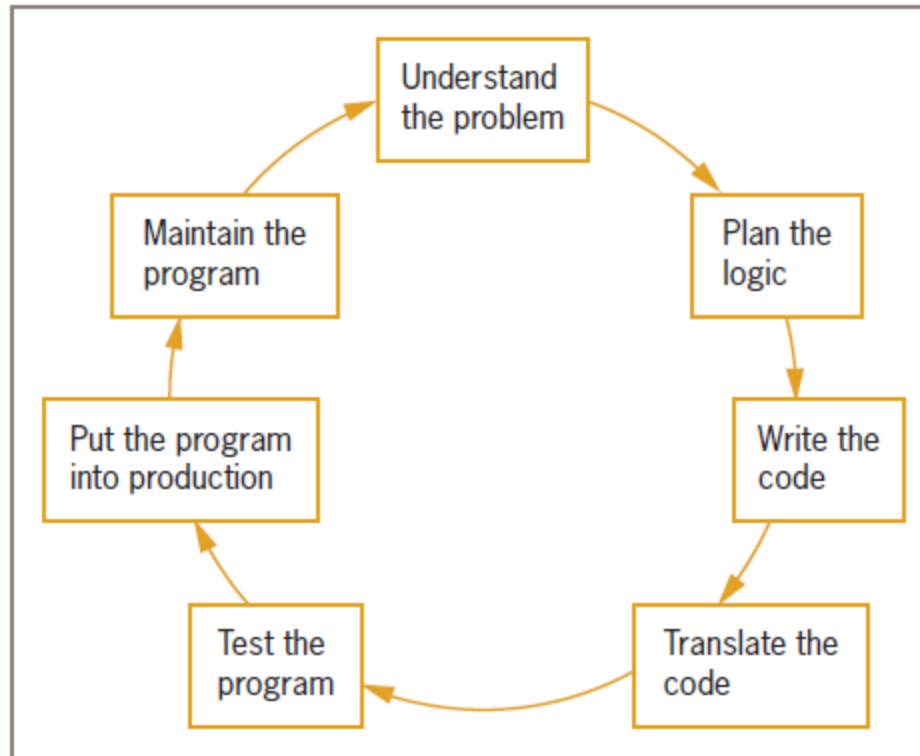 Understand
the problem
Plan the
logic
Write the
code
Translate the
code
Test the
program
Put the program
into production
Maintain the
program